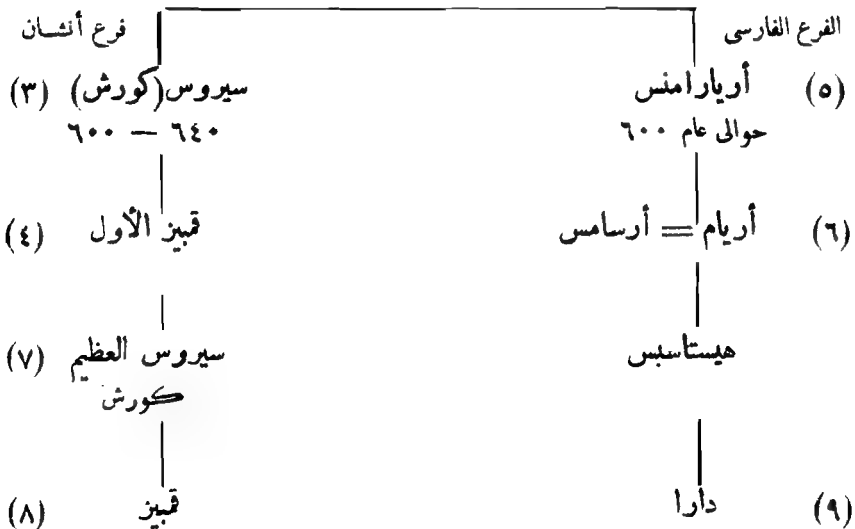 الفرع الفارسى فرع أنشان
(٥) أريارامنس سيروس (كورش) (٣)
حوالى عام ٦٠٠ ٦٤٠ — ٦٠٠
(٦) أريام = أرسامس قمبيز الأول (٤)
هيستاسبس سيروس العظيم (٧)
كورش
(٩) دارا قمبيز (٨)